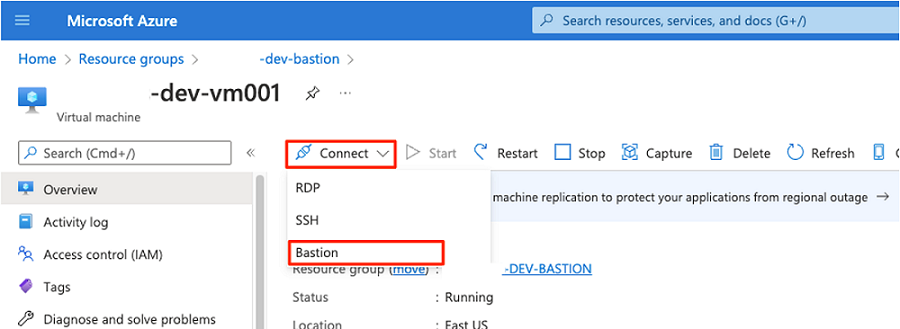 Microsoft Azure
Search resources, services, and docs (G+/)
Home > Resource groups > -dev-bastion >
-dev-vm001
Virtual machine
Search (Cmd+/)
Connect
Start
Restart
Stop
Capture
Delete
Refresh
Overview
Activity log
Access control (IAM)
Tags
Diagnose and solve problems
RDP
SSH
Bastion
machine replication to protect your applications from regional outage →
Resource group (move) : -DEV-BASTION
Status : Running
Location : East US